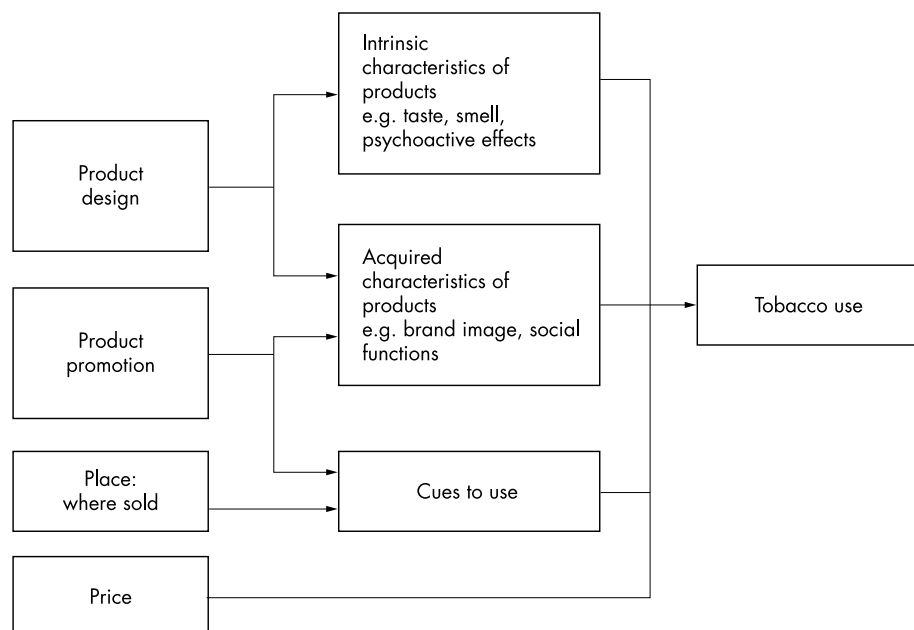 Product
design
Product
promotion
Place:
where sold
Price
Intrinsic
characteristics of
products
e.g. taste, smell,
psychoactive effects
Acquired
characteristics of
products
e.g. brand image, social
functions
Cues to use
Tobacco use